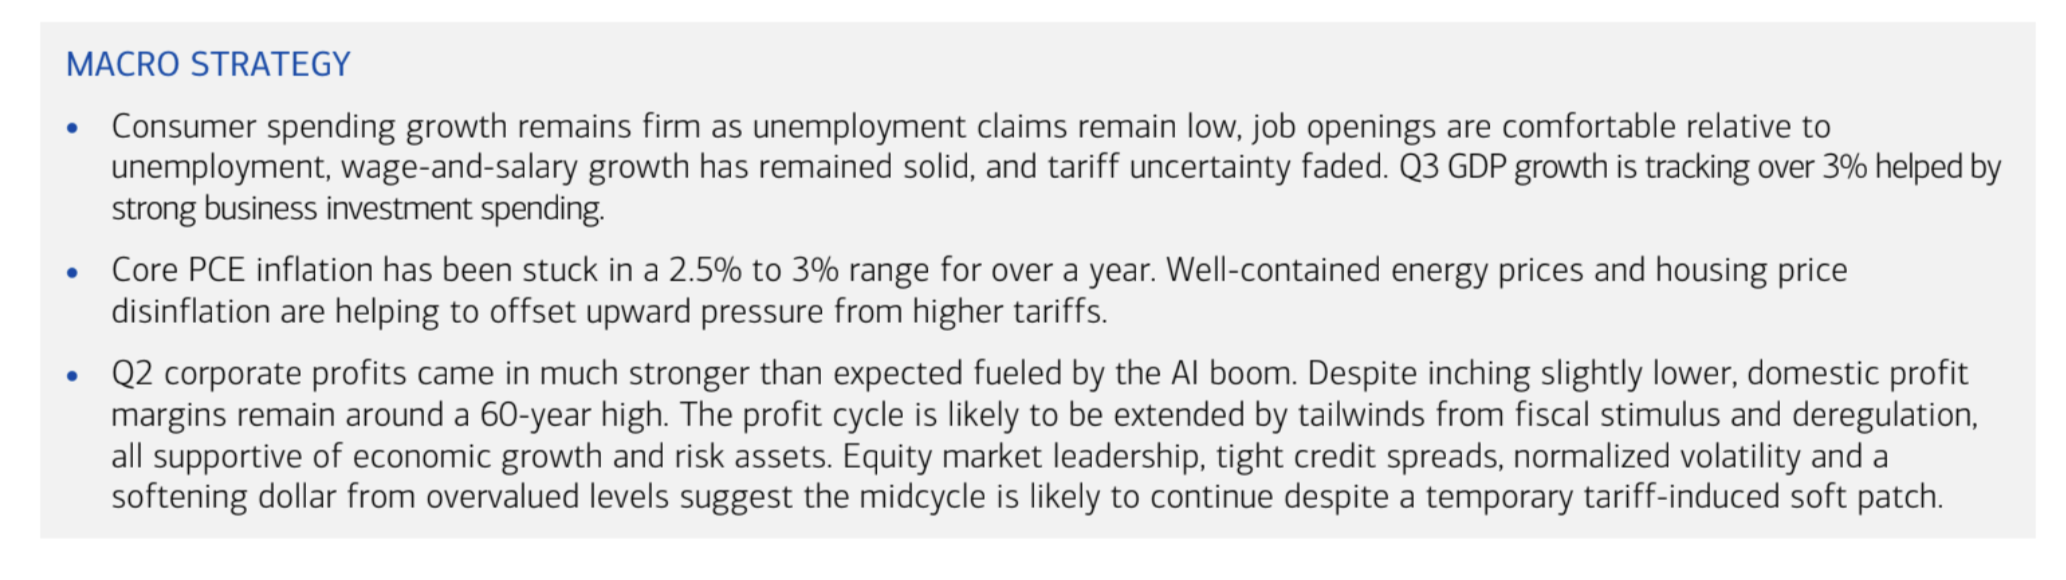 MACRO STRATEGY
• Consumer spending growth remains firm as unemployment claims remain low, job openings are comfortable relative to
unemployment, wage-and-salary growth has remained solid, and tariff uncertainty faded. Q3 GDP growth is tracking over 3% helped by
strong business investment spending.
• Core PCE inflation has been stuck in a 2.5% to 3% range for over a year. Well-contained energy prices and housing price
disinflation are helping to offset upward pressure from higher tariffs.
• Q2 corporate profits came in much stronger than expected fueled by the AI boom. Despite inching slightly lower, domestic profit
margins remain around a 60-year high. The profit cycle is likely to be extended by tailwinds from fiscal stimulus and deregulation,
all supportive of economic growth and risk assets. Equity market leadership, tight credit spreads, normalized volatility and a
softening dollar from overvalued levels suggest the midcycle is likely to continue despite a temporary tariff-induced soft patch.